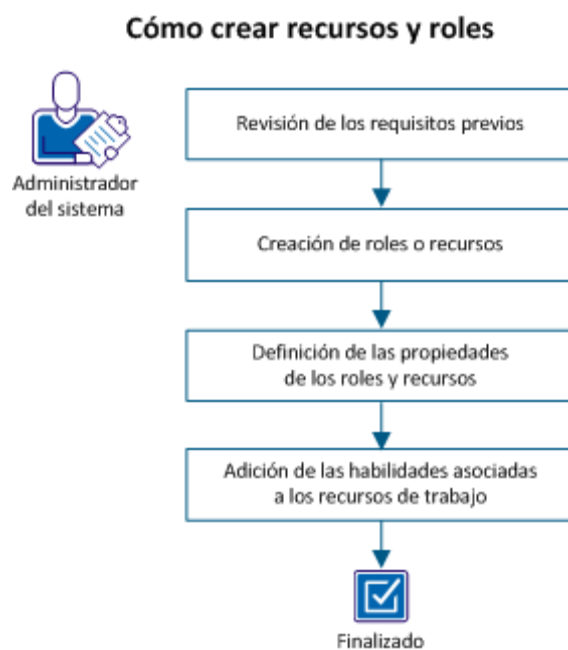 Cómo crear recursos y roles
Administrador
del sistema
Revisión de los requisitos previos
Creación de roles o recursos
Definición de las propiedades
de los roles y recursos
Adición de las habilidades asociadas
a los recursos de trabajo
Finalizado